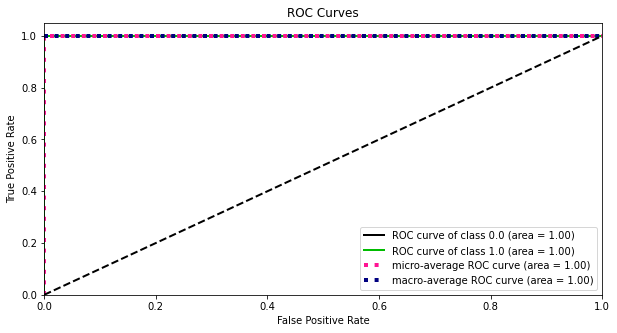 ROC Curves
True Positive Rate
1.0
0.8
0.6
0.4
0.2
0.0
ROC curve of class 0.0 (area = 1.00)
ROC curve of class 1.0 (area = 1.00)
micro-average ROC curve (area = 1.00)
macro-average ROC curve (area = 1.00)
0.0 0.2 0.4 0.6 0.8 1.0
False Positive Rate